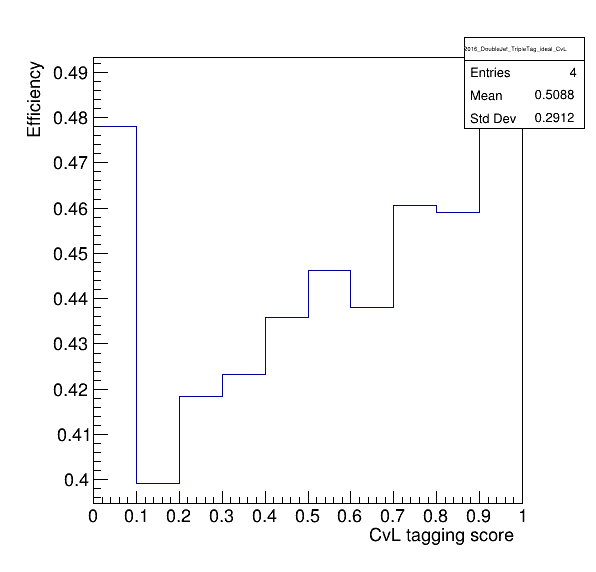 2016_DoubleJet_TripleTag_Ideal_CvL
Entries 4
Mean 0.5088
Std Dev 0.2912
Efficiency
0.49
0.48
0.47
0.46
0.45
0.44
0.43
0.42
0.41
0.4
0 0.1 0.2 0.3 0.4 0.5 0.6 0.7 0.8 0.9 1
CvL tagging score